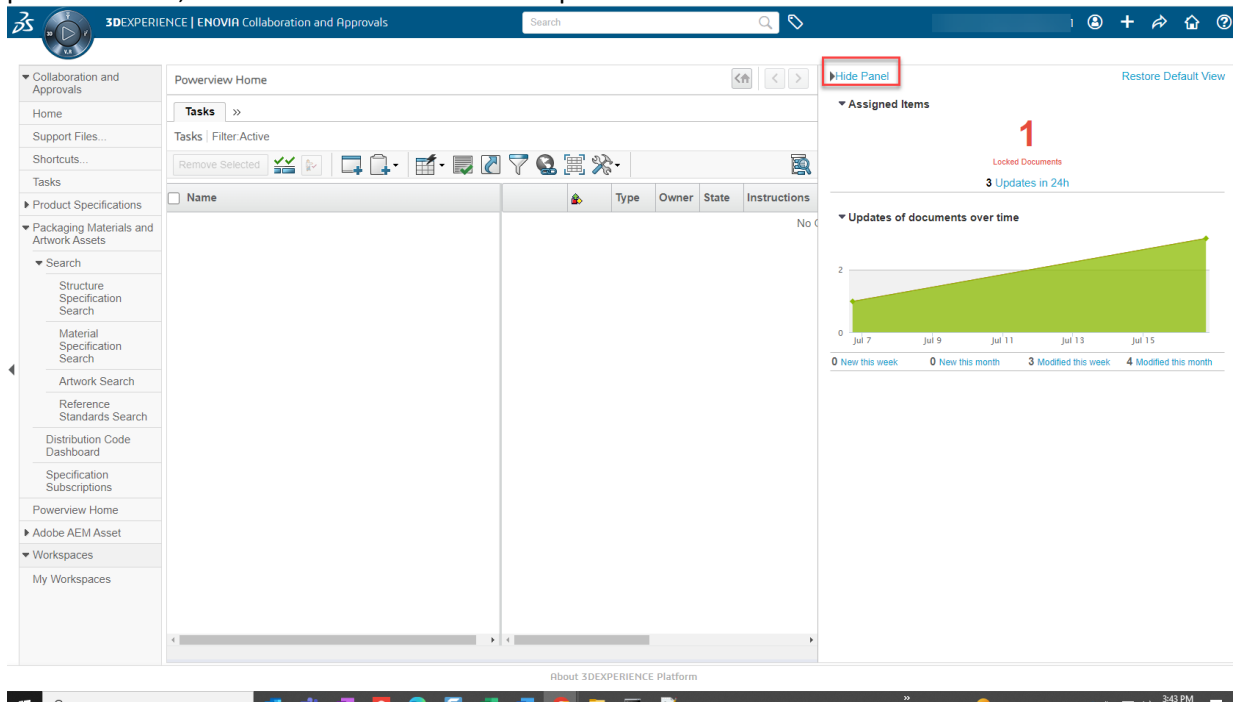 3DEXPERIENCE | ENOVIA Collaboration and Approvals
Search
Collaboration and
Approvals
Home
Support Files...
Shortcuts...
Tasks
Product Specifications
Packaging Materials and
Artwork Assets
Search
Structure
Specification
Search
Material
Specification
Search
Artwork Search
Reference
Standards Search
Distribution Code
Dashboard
Specification
Subscriptions
Powerview Home
Adobe AEM Asset
Workspaces
My Workspaces
Powerview Home
Tasks »
Tasks | Filter:Active
Remove Selected
Name Type Owner State Instructions
No
Hide Panel Restore Default View
Assigned Items
1
Locked Documents
3 Updates in 24h
Updates of documents over time
2
0
Jul 7 Jul 9 Jul 11 Jul 13 Jul 15
0 New this week 0 New this month 3 Modified this week 4 Modified this month
About 3DEXPERIENCE Platform
3:43 PM